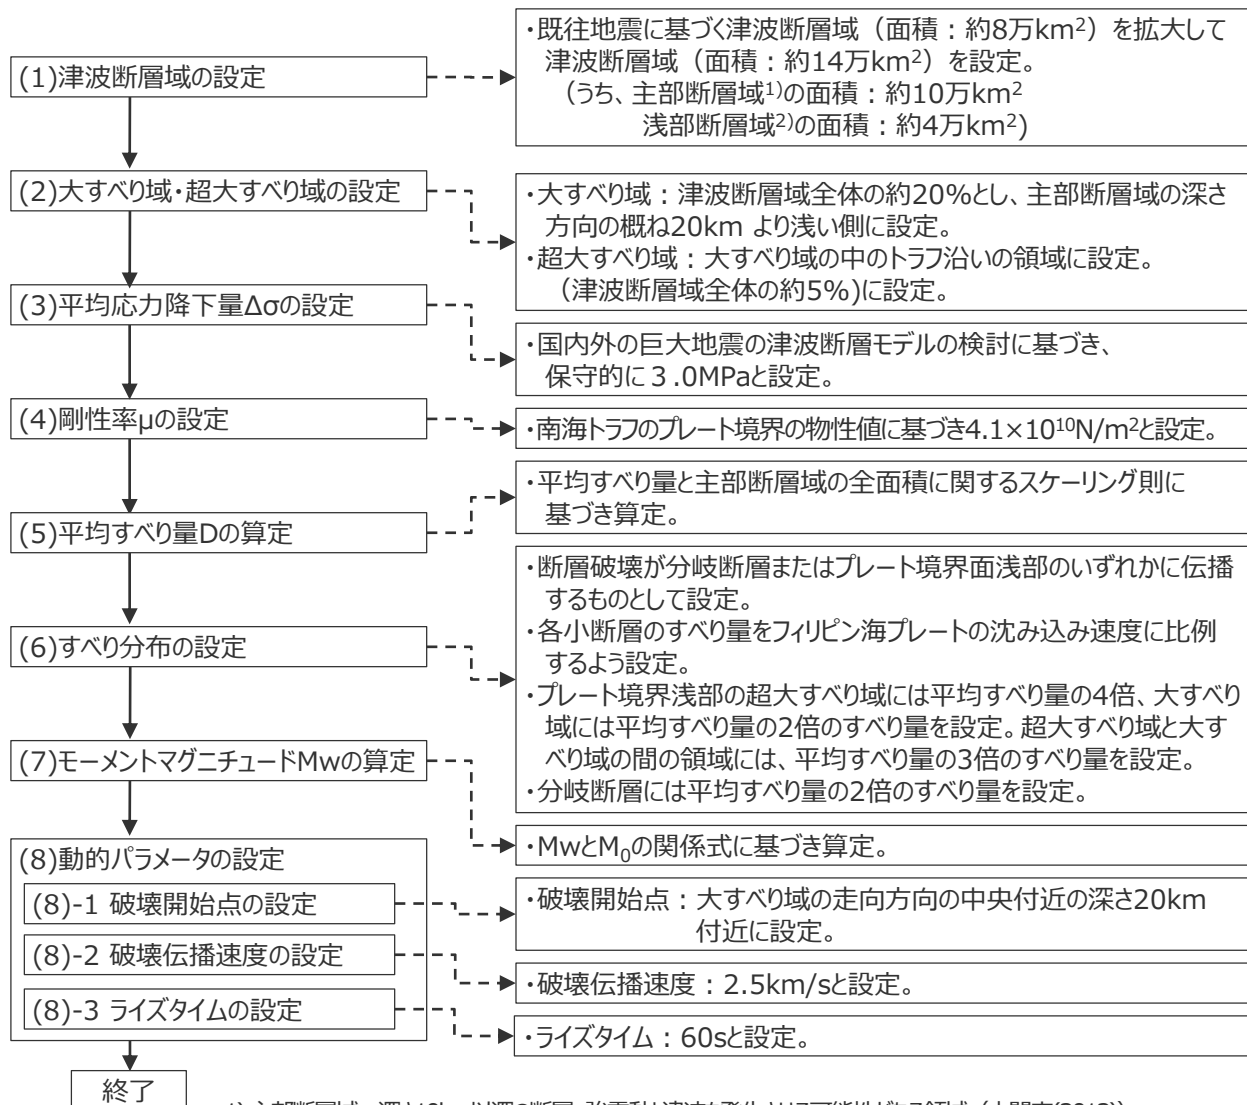 (1)津波断層域の設定
・既往地震に基づく津波断層域（面積：約8万km²）を拡大して
津波断層域（面積：約14万km²）を設定。
（うち、主部断層域¹⁾の面積：約10万km²
浅部断層域²⁾の面積：約4万km²)
(2)大すべり域・超大すべり域の設定
・大すべり域：津波断層域全体の約20%とし、主部断層域の深さ
方向の概ね20km より浅い側に設定。
・超大すべり域：大すべり域の中のトラフ沿いの領域に設定。
（津波断層域全体の約5%)に設定。
(3)平均応力降下量Δσの設定
・国内外の巨大地震の津波断層モデルの検討に基づき、
保守的に３.0MPaと設定。
(4)剛性率μの設定
・南海トラフのプレート境界の物性値に基づき4.1×10¹⁰N/m²と設定。
(5)平均すべり量Dの算定
・平均すべり量と主部断層域の全面積に関するスケーリング則に
基づき算定。
(6)すべり分布の設定
・断層破壊が分岐断層またはプレート境界面浅部のいずれかに伝播
するものとして設定。
・各小断層のすべり量をフィリピン海プレートの沈み込み速度に比例
するよう設定。
・プレート境界浅部の超大すべり域には平均すべり量の4倍、大すべり
域には平均すべり量の2倍のすべり量を設定。超大すべり域と大す
べり域の間の領域には、平均すべり量の3倍のすべり量を設定。
・分岐断層には平均すべり量の2倍のすべり量を設定。
(7)モーメントマグニチュードMwの算定
・MwとM₀の関係式に基づき算定。
(8)動的パラメータの設定
(8)-1 破壊開始点の設定
・破壊開始点：大すべり域の走向方向の中央付近の深さ20km
付近に設定。
(8)-2 破壊伝播速度の設定
・破壊伝播速度：2.5km/sと設定。
(8)-3 ライズタイムの設定
・ライズタイム：60sと設定。
終了